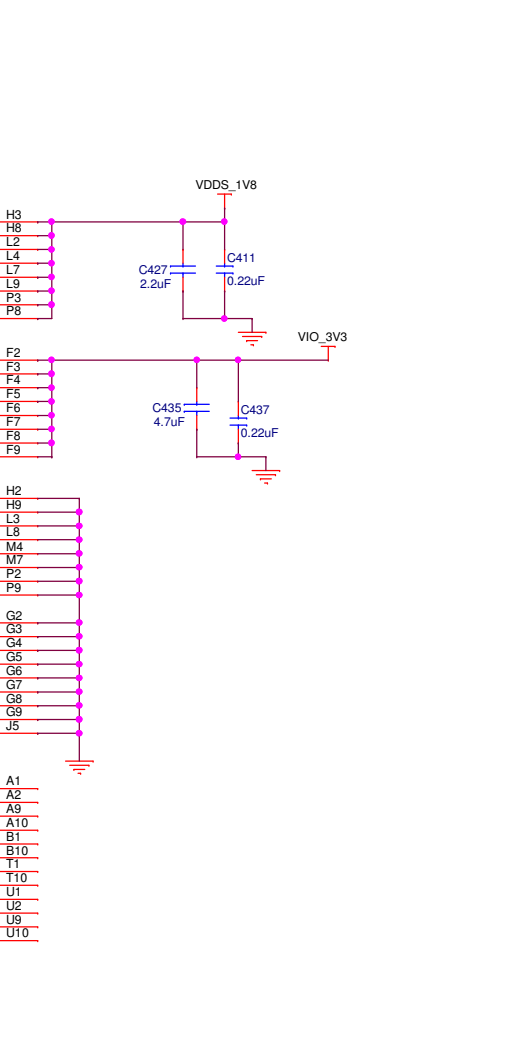 VDDS_1V8
H3
H8
L2
L4
L7
L9
P3
P8
C427
2.2uF
C411
0.22uF
VIO_3V3
F2
F3
F4
F5
F6
F7
F8
F9
C435
4.7uF
C437
0.22uF
H2
H9
L3
L8
M4
M7
P2
P9
G2
G3
G4
G5
G6
G7
G8
G9
J5
A1
A2
A9
A10
B1
B10
T1
T10
U1
U2
U9
U10